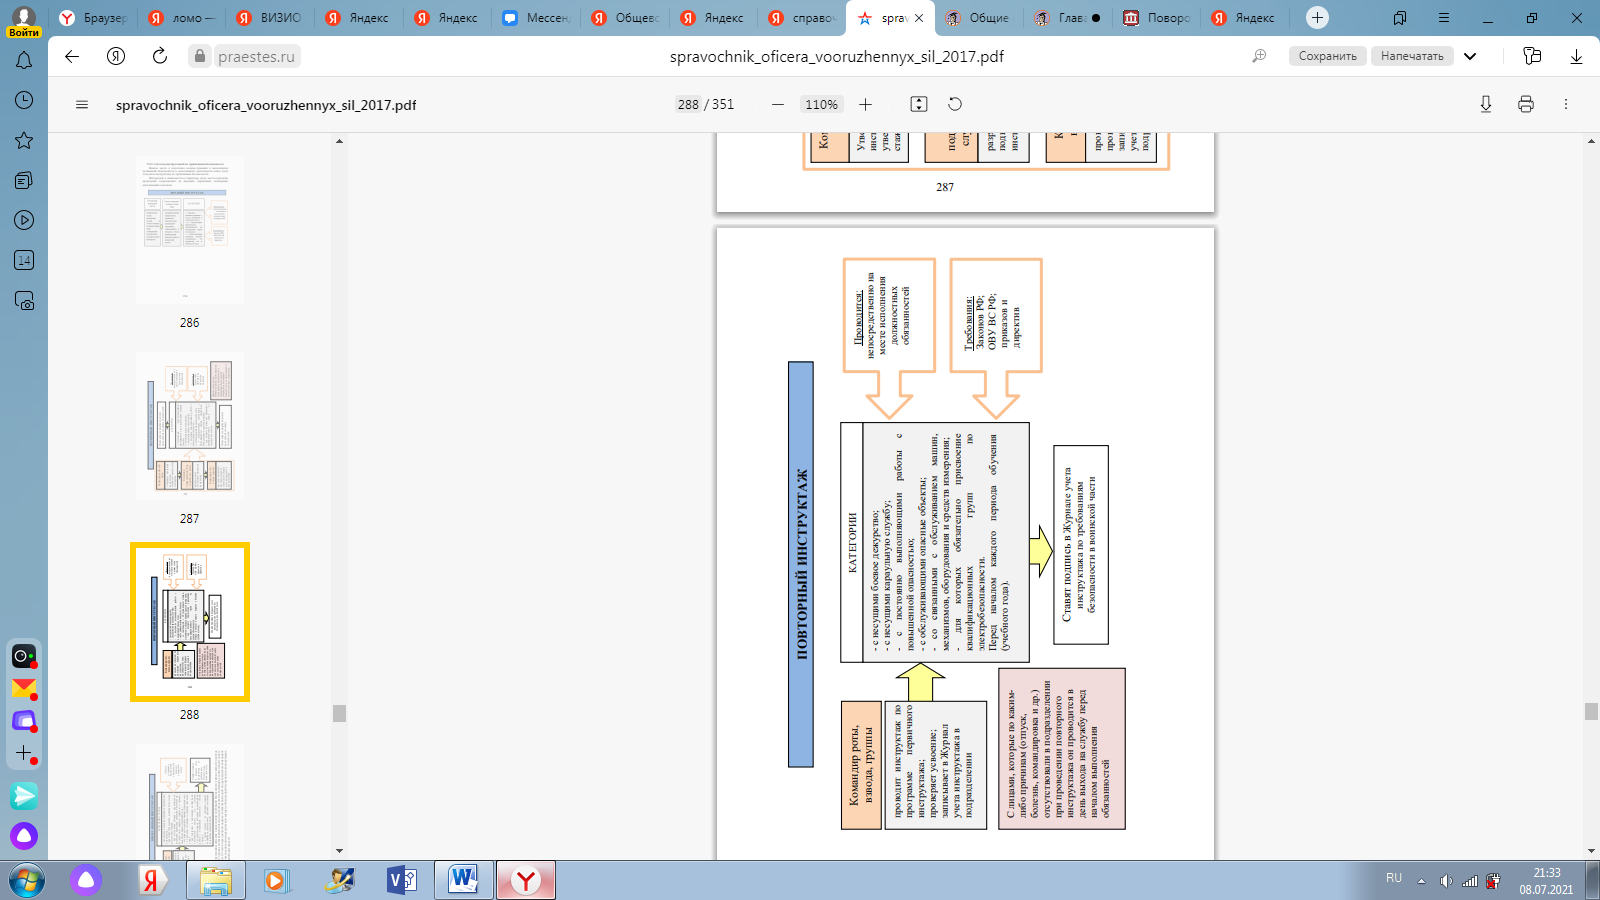 Войти
Браузер
ломо —
ВИЗИО
Яндекс
Яндекс
Мессен
Общево
Яндекс
справоч
sprav
Общие
Глава
Поворо
Яндекс
praestes.ru
spravochnik_oficera_vooruzhennyx_sil_2017.pdf
Сохранить
Напечатать
spravochnik_oficera_vooruzhennyx_sil_2017.pdf
288 / 351
110%
14
286
287
288
287
ПОВТОРНЫЙ ИНСТРУКТАЖ
Проводится:
непосредственно на
месте исполнения
должностных
обязанностей
Требования:
Законов РФ;
ОВУ ВС РФ;
приказов и
директив
КАТЕГОРИИ
- с несущими боевое дежурство;
- с несущими караульную службу;
- с постоянно выполняющими работы с
повышенной опасностью;
- с обслуживающими опасные объекты;
- со связанными с обслуживанием машин,
механизмов, оборудования и средств измерения;
- для которых обязательно присвоение
квалификационных групп по
электробезопасности.
Перед началом каждого периода обучения
(учебного года).
Командир роты,
взвода, группы
проводит инструктаж по
программе первичного
инструктажа;
проверяет усвоение;
записывает в Журнал
учета инструктажа в
подразделении
Ставят подпись в Журнале учета
инструктажа по требованиям
безопасности в воинской части
С лицами, которые по каким-
либо причинам (отпуск,
болезнь, командировка и др.)
отсутствовали в подразделении
при проведении повторного
инструктажа он проводится в
день выхода на службу перед
началом выполнения
обязанностей
RU
21:33
08.07.2021